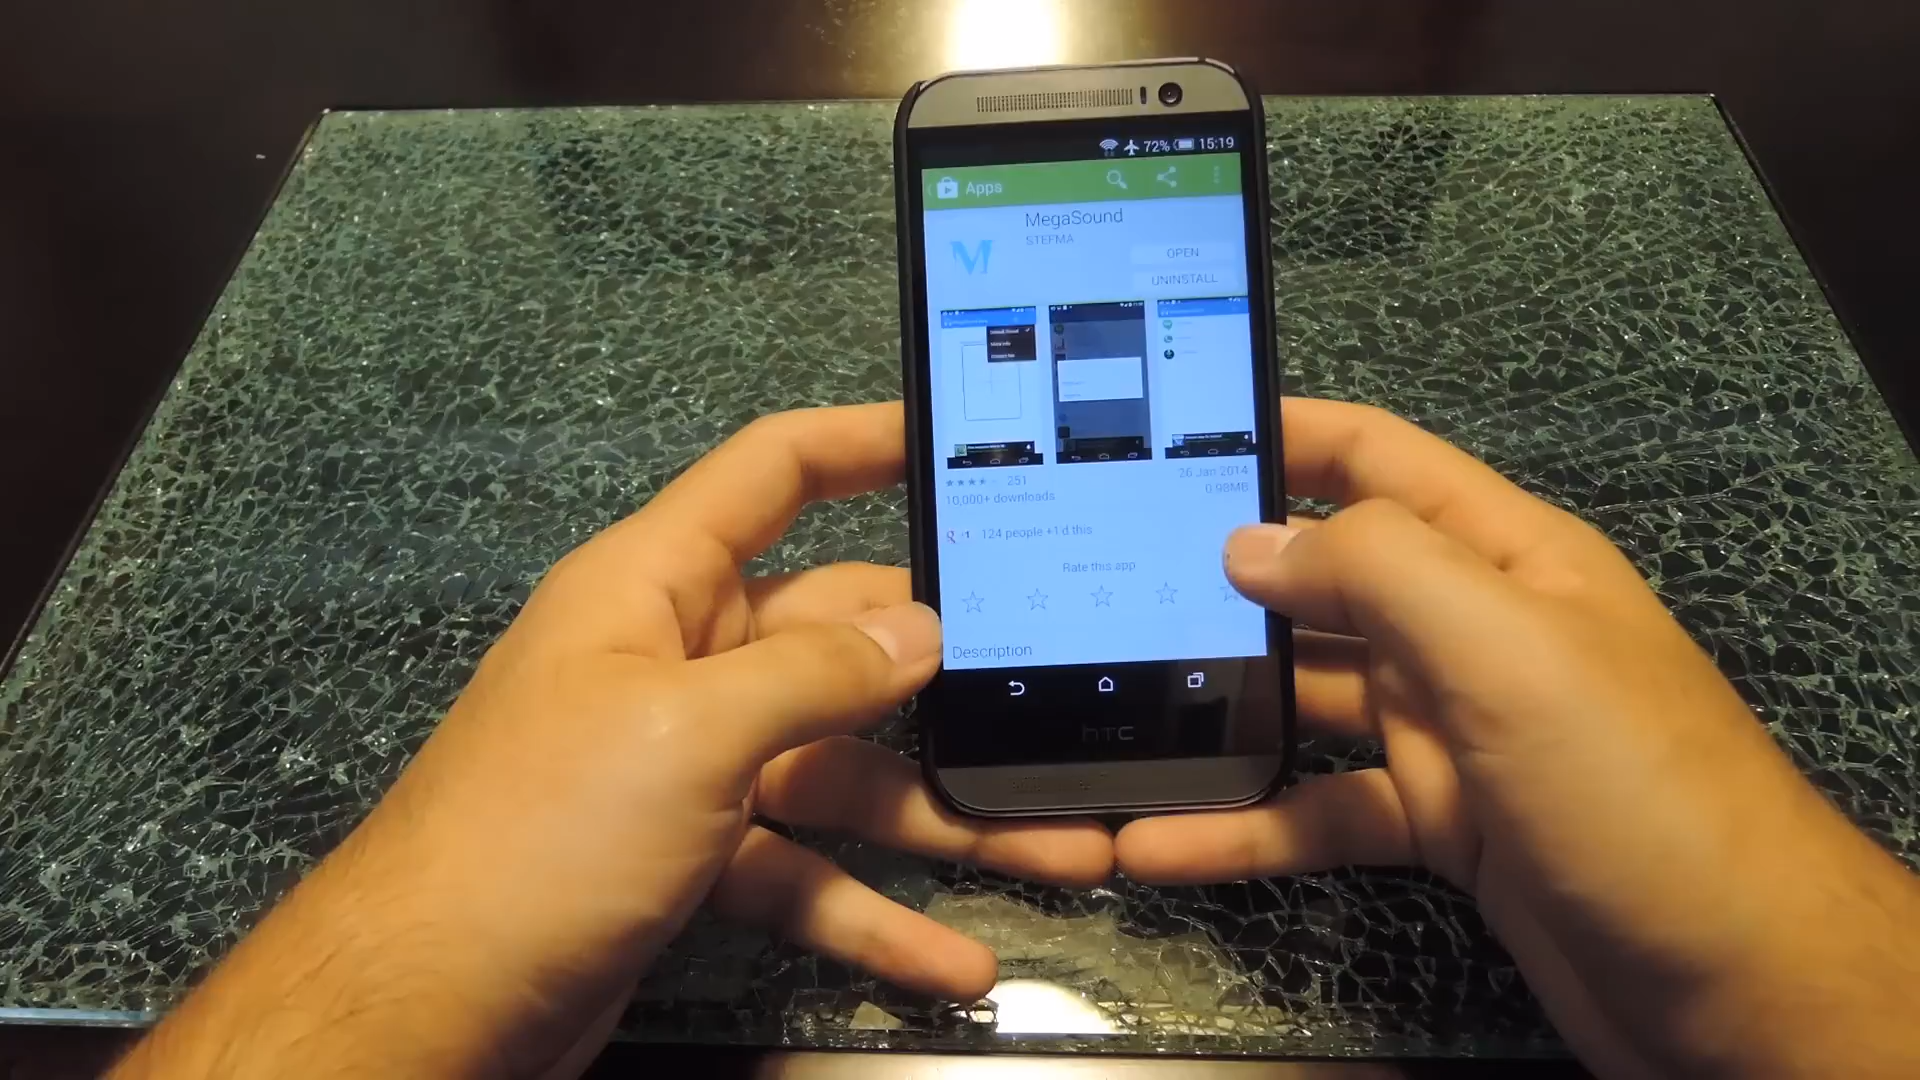 72% 15:19
Apps
MegaSound
STEFMA
OPEN
UNINSTALL
251
26 Jan 2014
10,000+ downloads
0.98MB
124 people +1'd this
Rate this app
Description
hTC